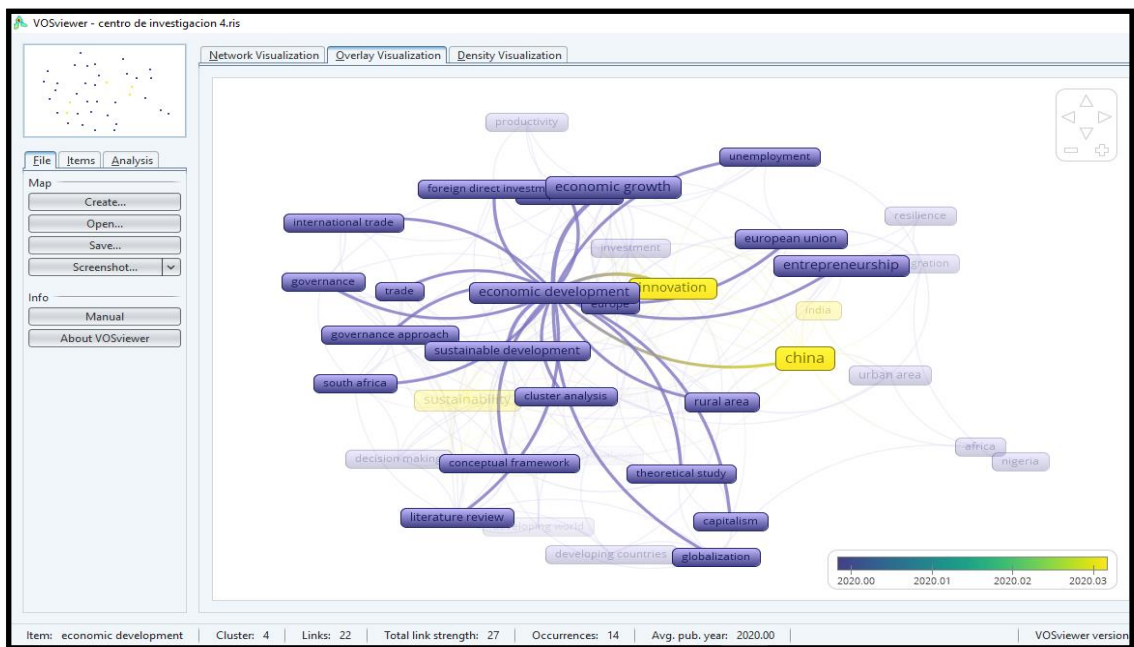 VOSviewer - centro de investigacion 4.ris
Network Visualization
Overlay Visualization
Density Visualization
File
Items
Analysis
Map
Create...
Open...
Save...
Screenshot...
Info
Manual
About VOSviewer
productivity
unemployment
foreign direct investm
economic growth
international trade
resilience
european union
investment
entrepreneurship
gration
governance
trade
economic development
innovation
europe
india
governance approach
sustainable development
china
urban area
south africa
sustainability
cluster analysis
rural area
africa
decision making
conceptual framework
nigeria
theoretical study
literature review
capitalism
oping world
developing countries
globalization
2020.00
2020.01
2020.02
2020.03
Item: economic development
Cluster: 4
Links: 22
Total link strength: 27
Occurrences: 14
Avg. pub. year: 2020.00
VOSviewer version